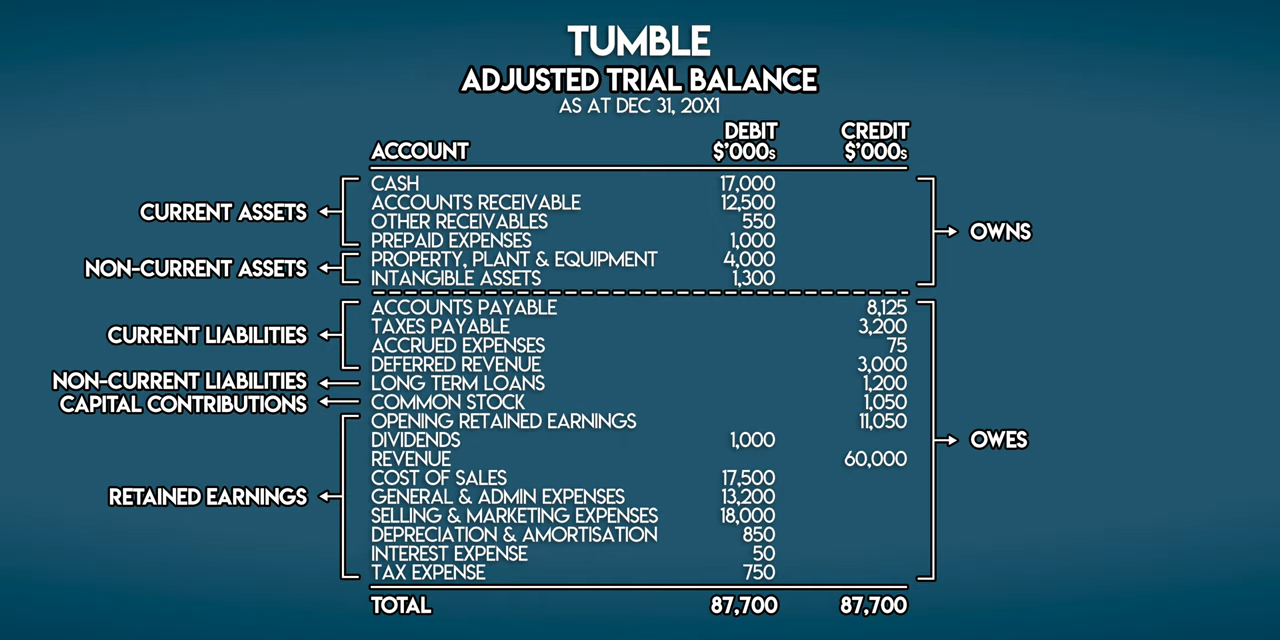 TUMBLE
ADJUSTED TRIAL BALANCE
AS AT DEC 31, 20X1
ACCOUNT DEBIT $'000s CREDIT $'000s
CURRENT ASSETS
NON-CURRENT ASSETS
CURRENT LIABILITIES
NON-CURRENT LIABILITIES
CAPITAL CONTRIBUTIONS
RETAINED EARNINGS
CASH 17,000
ACCOUNTS RECEIVABLE 12,500
OTHER RECEIVABLES 550
PREPAID EXPENSES 1,000
PROPERTY, PLANT & EQUIPMENT 4,000
INTANGIBLE ASSETS 1,300
ACCOUNTS PAYABLE 8,125
TAXES PAYABLE 3,200
ACCRUED EXPENSES 75
DEFERRED REVENUE 3,000
LONG TERM LOANS 1,200
COMMON STOCK 1,050
OPENING RETAINED EARNINGS 11,050
DIVIDENDS 1,000
REVENUE 60,000
COST OF SALES 17,500
GENERAL & ADMIN EXPENSES 13,200
SELLING & MARKETING EXPENSES 18,000
DEPRECIATION & AMORTISATION 850
INTEREST EXPENSE 50
TAX EXPENSE 750
TOTAL 87,700 87,700
OWNS
OWES